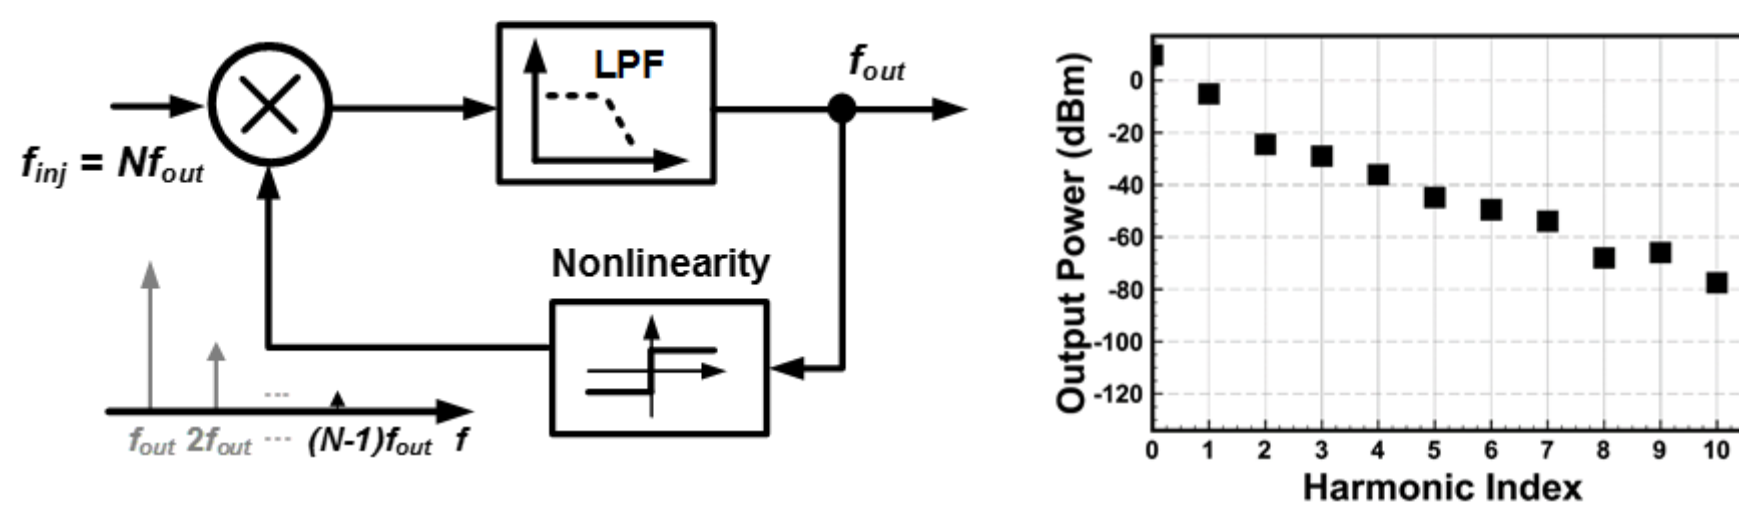 LPF
f_out
f_inj = Nf_out
Nonlinearity
...
f_out 2f_out ... (N-1)f_out f
Output Power (dBm)
0
-20
-40
-60
-80
-100
-120
0 1 2 3 4 5 6 7 8 9 10
Harmonic Index